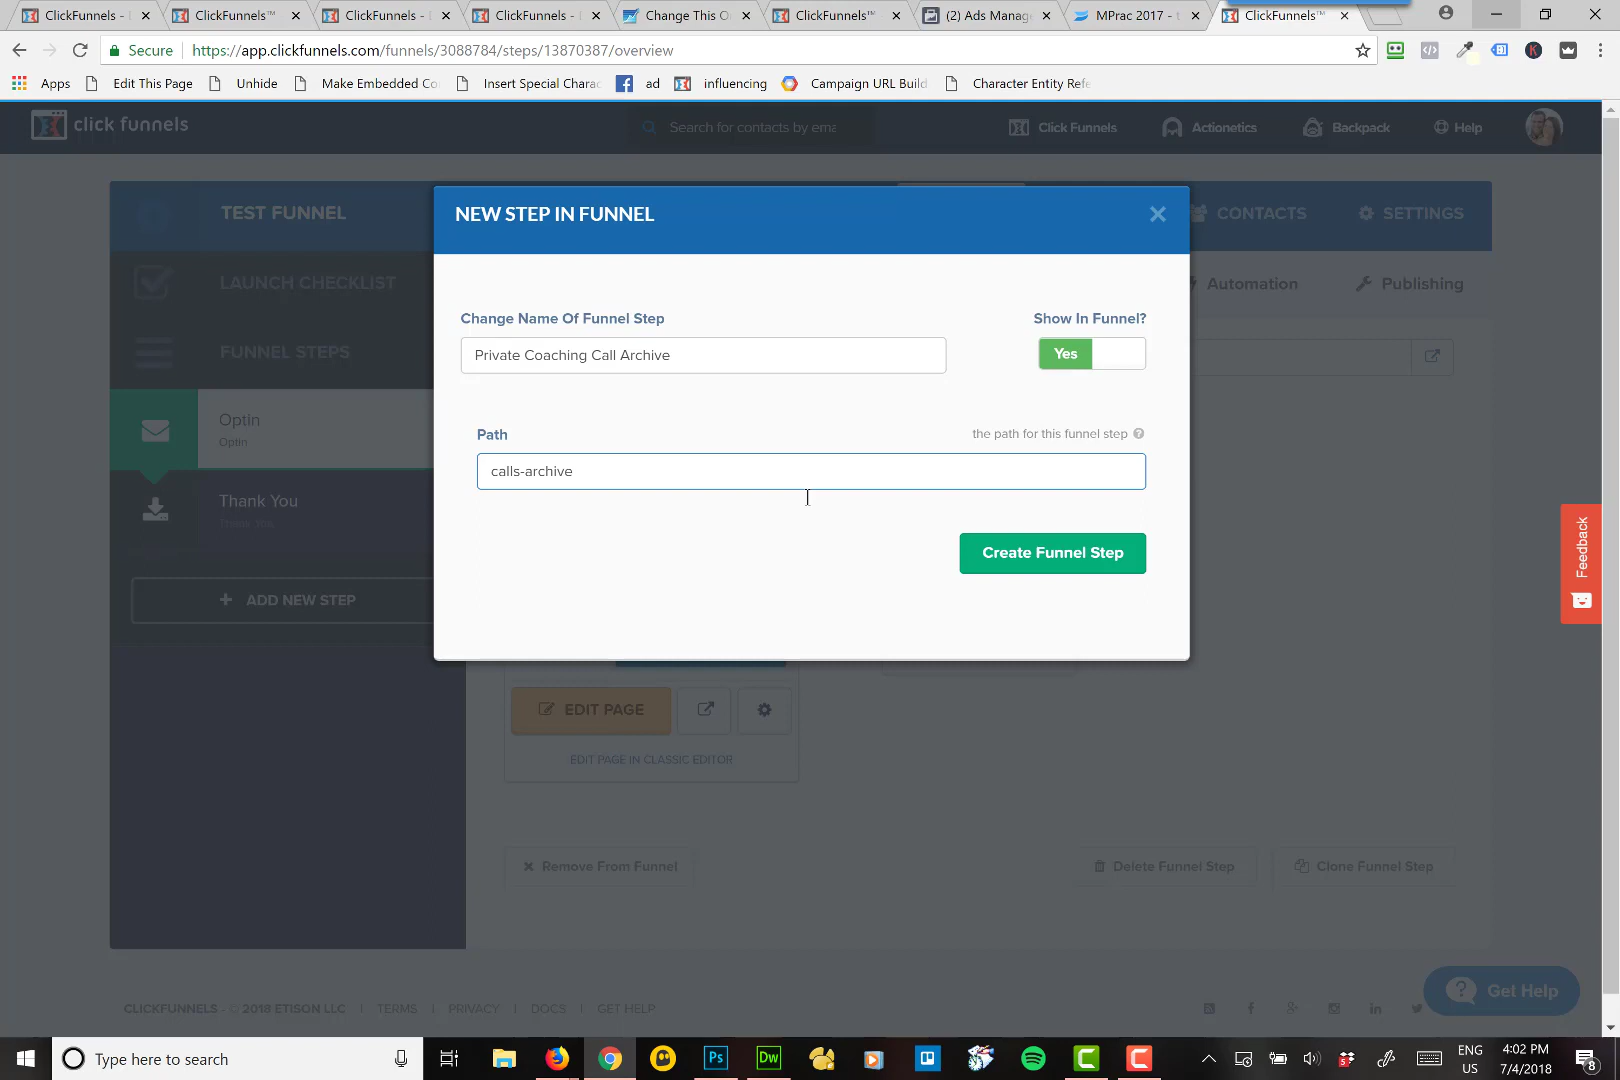 ClickFunnels - E
ClickFunnels™
ClickFunnels - E
ClickFunnels -
Change This O
ClickFunnels™
(2) Ads Manag
MPrac 2017 - t
ClickFunnels™
Secure
https://app.clickfunnels.com/funnels/3088784/steps/13870387/overview
Apps
Edit This Page
Unhide
Make Embedded Co
Insert Special Charac
ad
influencing
Campaign URL Build
Character Entity Refe
click funnels
Search for contacts by ema
Click Funnels
Actionetics
Backpack
Help
TEST FUNNEL
NEW STEP IN FUNNEL
CONTACTS
SETTINGS
LAUNCH CHECKLIST
Automation
Publishing
Change Name Of Funnel Step
Show In Funnel?
Private Coaching Call Archive
Yes
FUNNEL STEPS
Optin
Optin
Path
the path for this funnel step
calls-archive
Thank You
Thank You
Create Funnel Step
ADD NEW STEP
Feedback
EDIT PAGE
EDIT PAGE IN CLASSIC EDITOR
Remove From Funnel
Delete Funnel Step
Clone Funnel Step
CLICKFUNNELS - © 2018 ETISON LLC
TERMS
PRIVACY
DOCS
GET HELP
Get Help
Type here to search
Ps
Dw
ENG
US
4:02 PM
7/4/2018
8